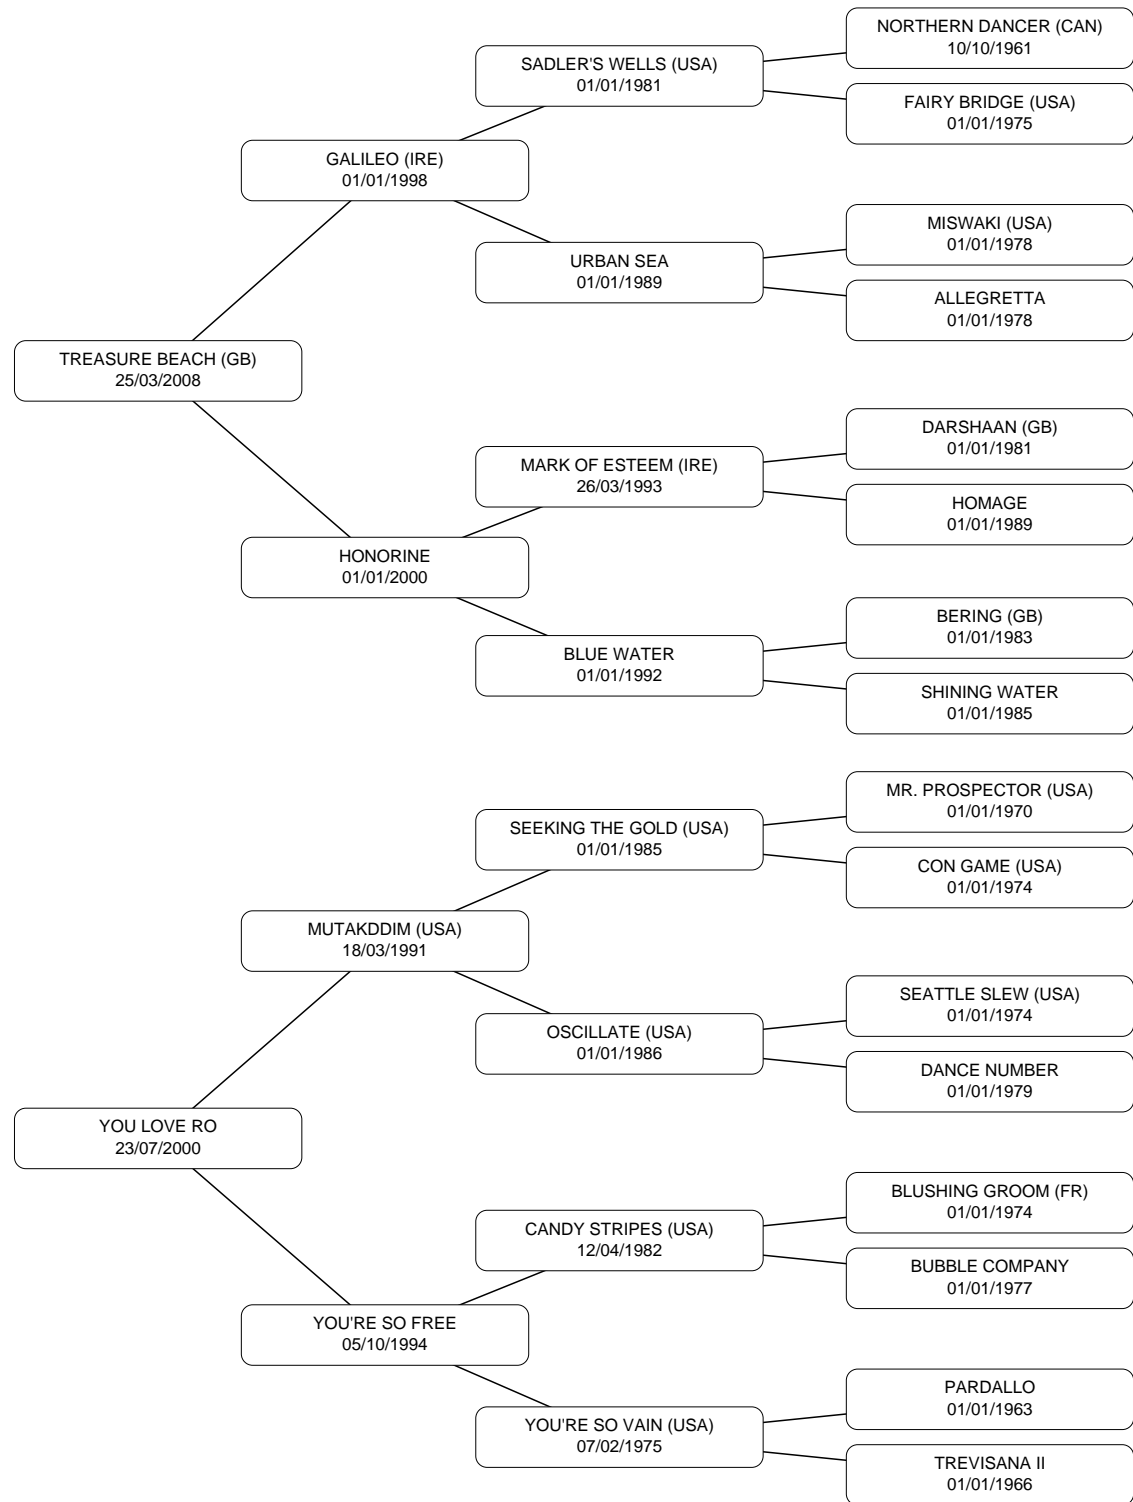 NORTHERN DANCER (CAN)
10/10/1961
SADLER'S WELLS (USA)
01/01/1981
FAIRY BRIDGE (USA)
01/01/1975
GALILEO (IRE)
01/01/1998
MISWAKI (USA)
01/01/1978
URBAN SEA
01/01/1989
ALLEGRETTA
01/01/1978
TREASURE BEACH (GB)
25/03/2008
DARSHAAN (GB)
01/01/1981
MARK OF ESTEEM (IRE)
26/03/1993
HOMAGE
01/01/1989
HONORINE
01/01/2000
BERING (GB)
01/01/1983
BLUE WATER
01/01/1992
SHINING WATER
01/01/1985
MR. PROSPECTOR (USA)
01/01/1970
SEEKING THE GOLD (USA)
01/01/1985
CON GAME (USA)
01/01/1974
MUTAKDDIM (USA)
18/03/1991
SEATTLE SLEW (USA)
01/01/1974
OSCILLATE (USA)
01/01/1986
DANCE NUMBER
01/01/1979
YOU LOVE RO
23/07/2000
BLUSHING GROOM (FR)
01/01/1974
CANDY STRIPES (USA)
12/04/1982
BUBBLE COMPANY
01/01/1977
YOU'RE SO FREE
05/10/1994
PARDALLO
01/01/1963
YOU'RE SO VAIN (USA)
07/02/1975
TREVISANA II
01/01/1966